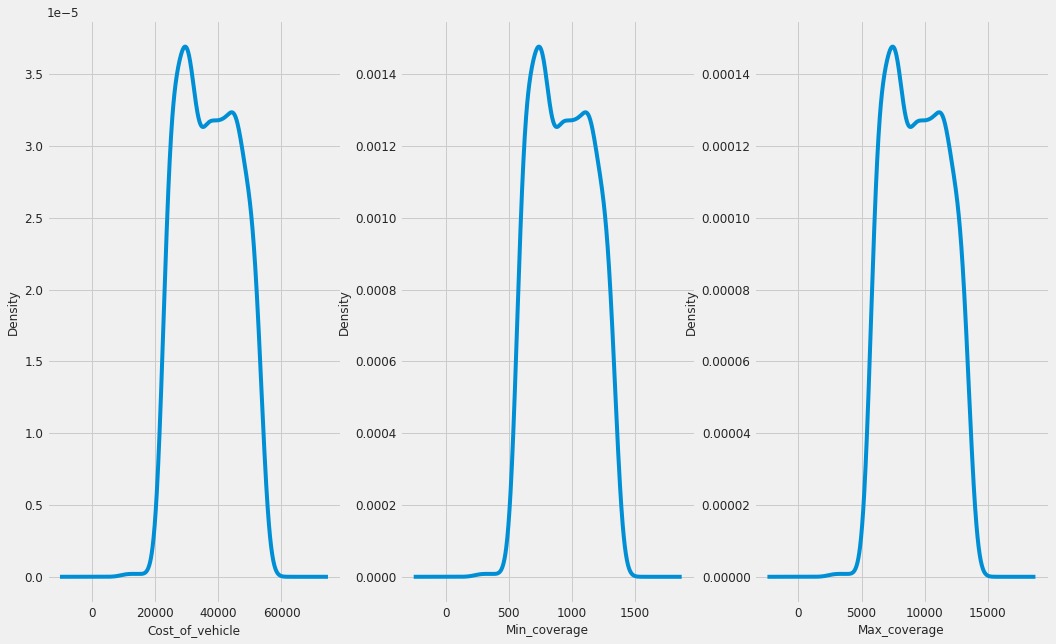 1e−5
Density
3.5
3.0
2.5
2.0
1.5
1.0
0.5
0.0
0 20000 40000 60000
Cost_of_vehicle
Density
0.0014
0.0012
0.0010
0.0008
0.0006
0.0004
0.0002
0.0000
0 500 1000 1500
Min_coverage
Density
0.00014
0.00012
0.00010
0.00008
0.00006
0.00004
0.00002
0.00000
0 5000 10000 15000
Max_coverage